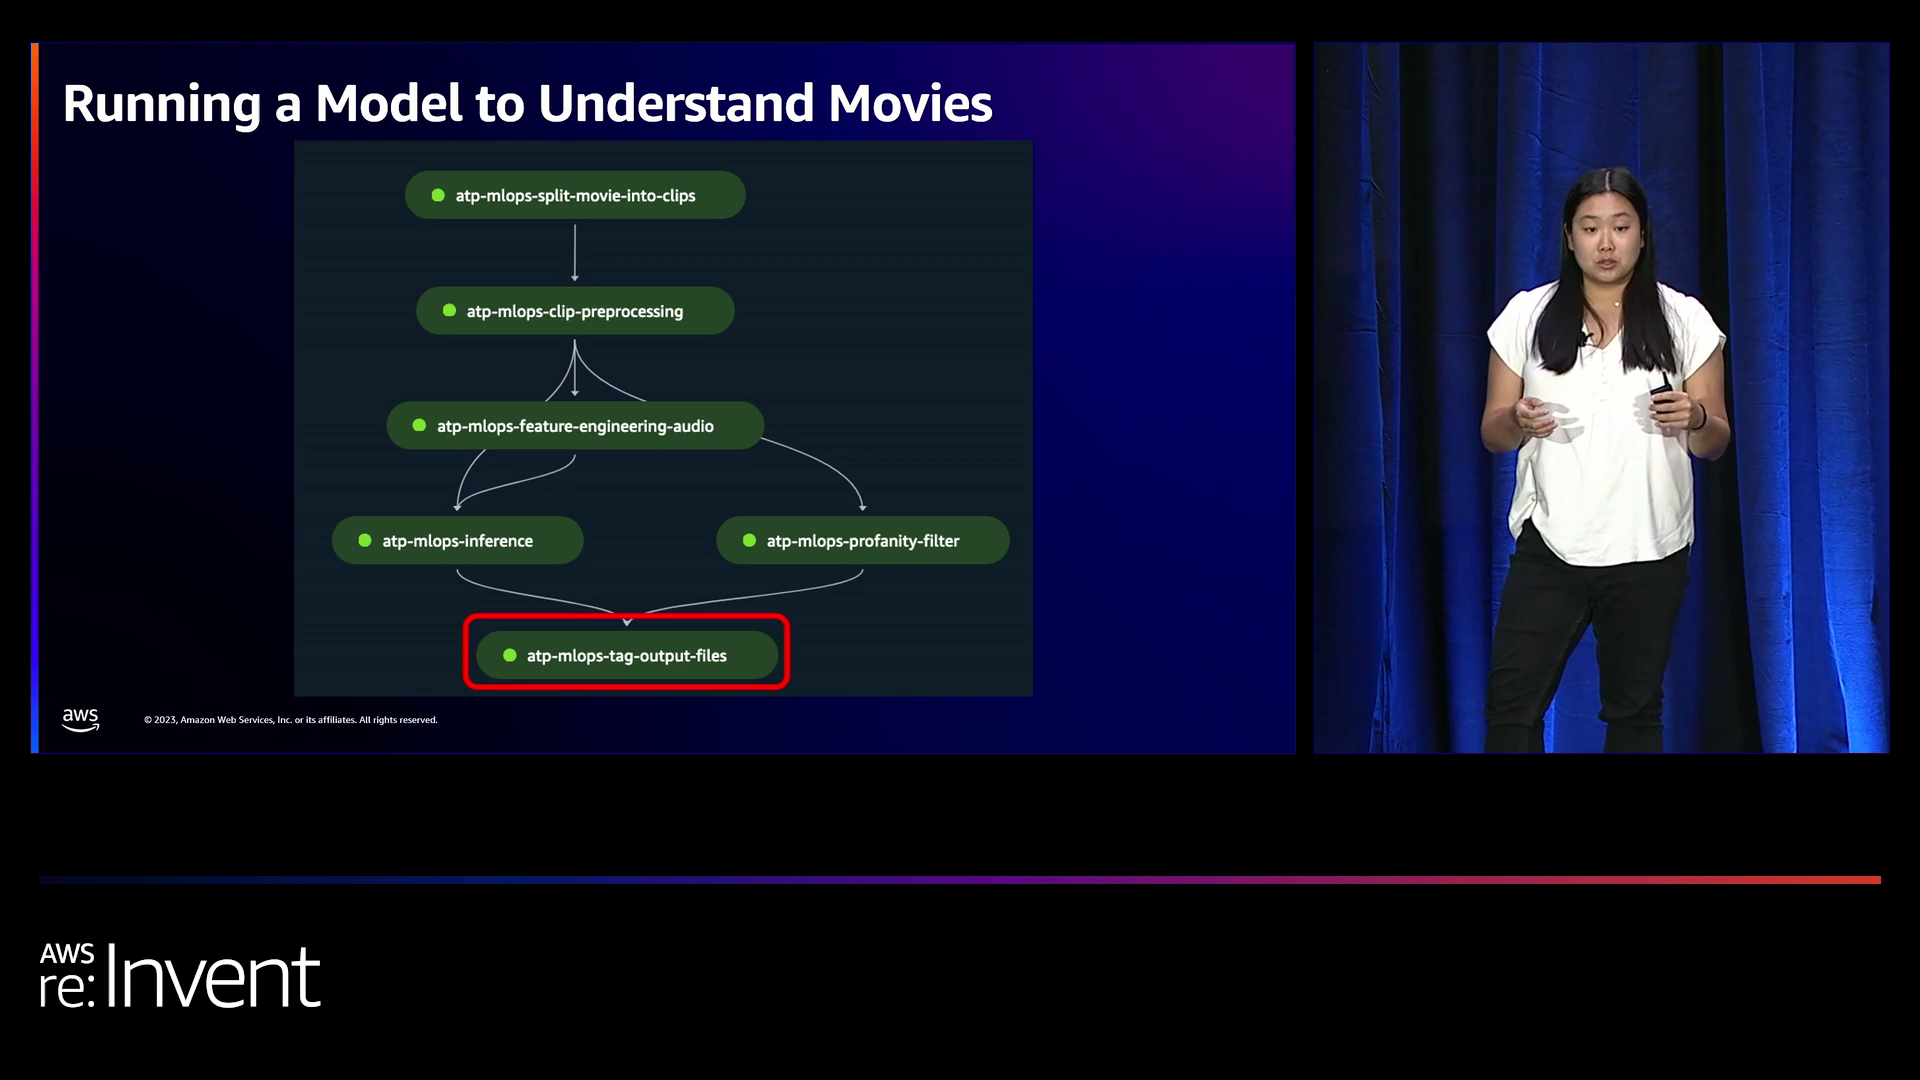 Running a Model to Understand Movies
atp-mlops-split-movie-into-clips
atp-mlops-clip-preprocessing
atp-mlops-feature-engineering-audio
atp-mlops-inference
atp-mlops-profanity-filter
atp-mlops-tag-output-files
aws
© 2023, Amazon Web Services, Inc. or its affiliates. All rights reserved.
AWS
re:Invent